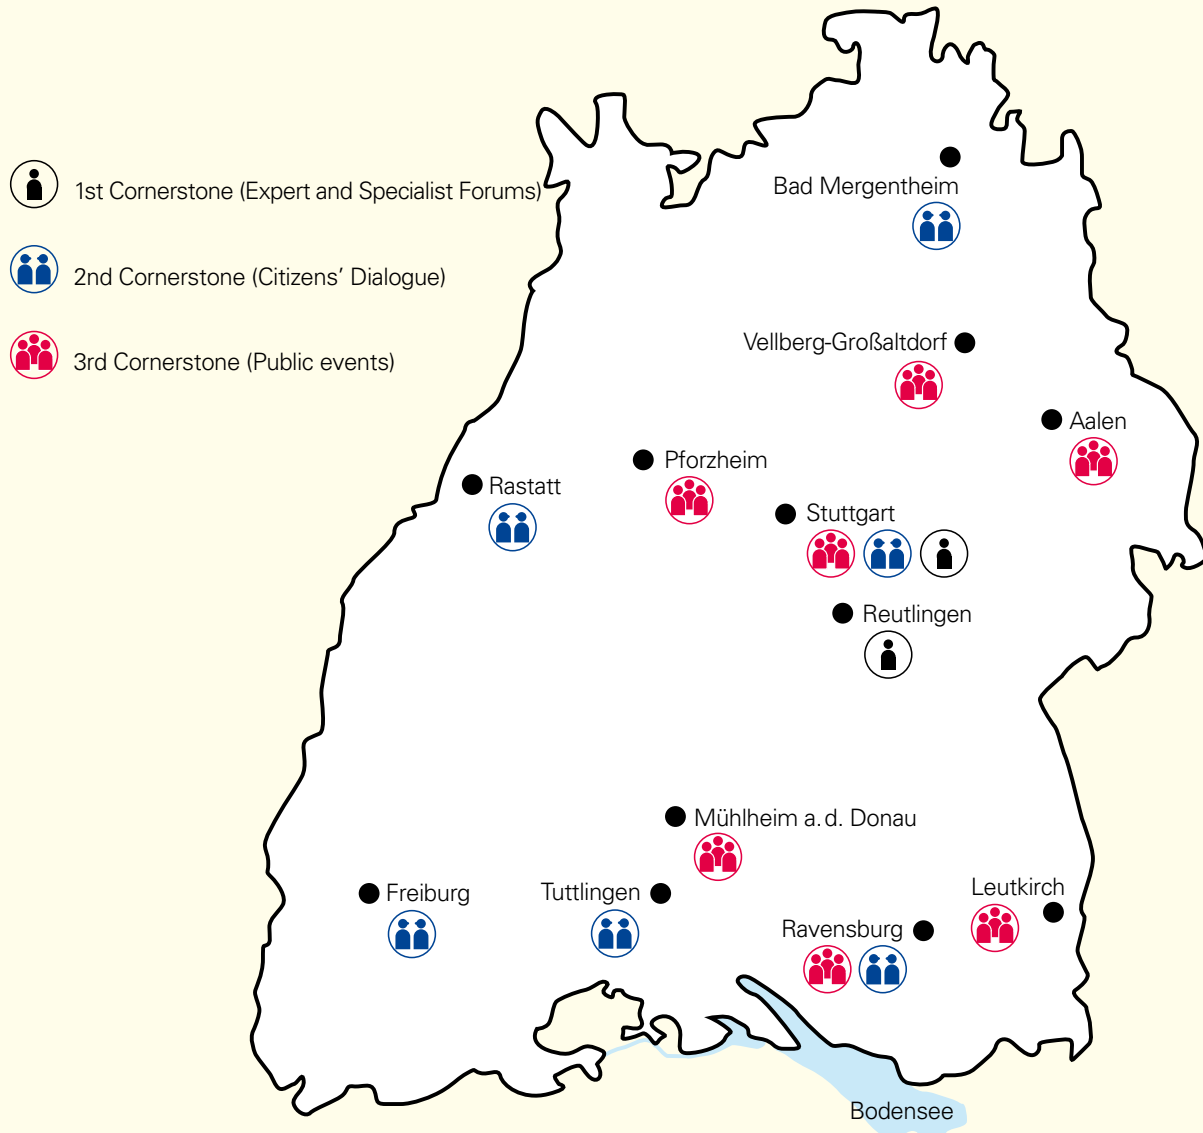 1st Cornerstone (Expert and Specialist Forums)
2nd Cornerstone (Citizens’ Dialogue)
3rd Cornerstone (Public events)
Bad Mergentheim
Vellberg-Großaltdorf
Aalen
Pforzheim
Rastatt
Stuttgart
Reutlingen
Mühlheim a. d. Donau
Freiburg
Tuttlingen
Leutkirch
Ravensburg
Bodensee